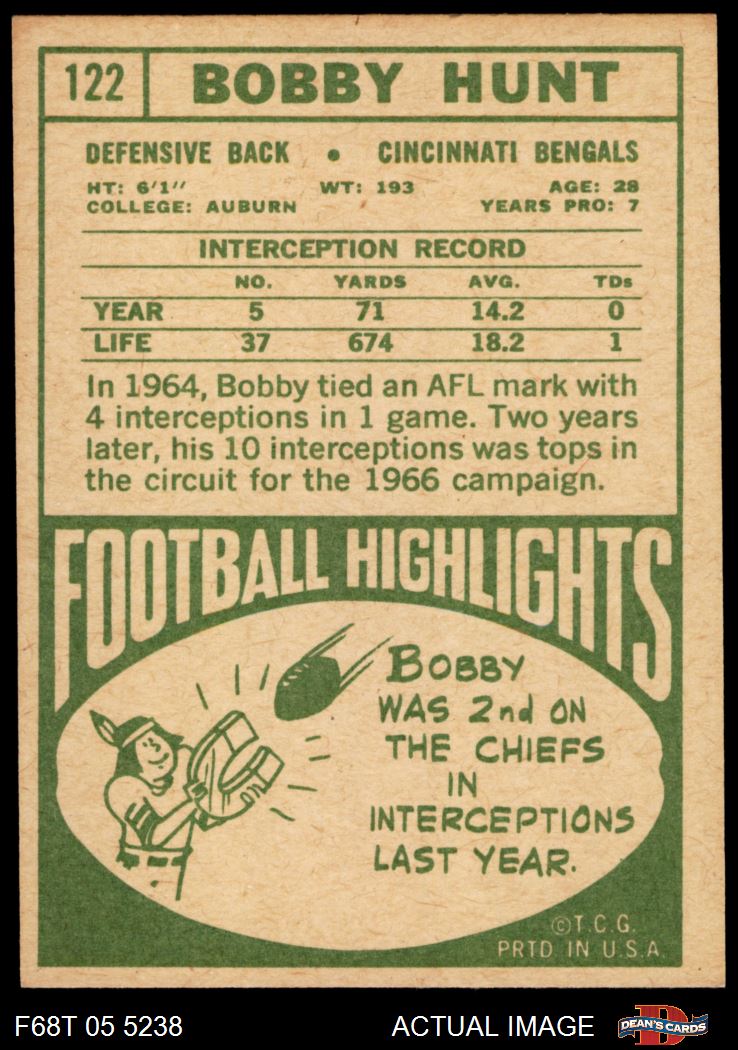 122 BOBBY HUNT
DEFENSIVE BACK • CINCINNATI BENGALS
HT: 6'1" WT: 193 AGE: 28
COLLEGE: AUBURN YEARS PRO: 7
INTERCEPTION RECORD
NO. YARDS AVG. TDs
YEAR 5 71 14.2 0
LIFE 37 674 18.2 1
In 1964, Bobby tied an AFL mark with
4 interceptions in 1 game. Two years
later, his 10 interceptions was tops in
the circuit for the 1966 campaign.
FOOTBALL HIGHLIGHTS
BOBBY
WAS 2nd ON
THE CHIEFS
IN
INTERCEPTIONS
LAST YEAR.
©T.C.G.
PRTD. IN U.S.A.
F68T 05 5238 ACTUAL IMAGE D DEAN'S CARDS